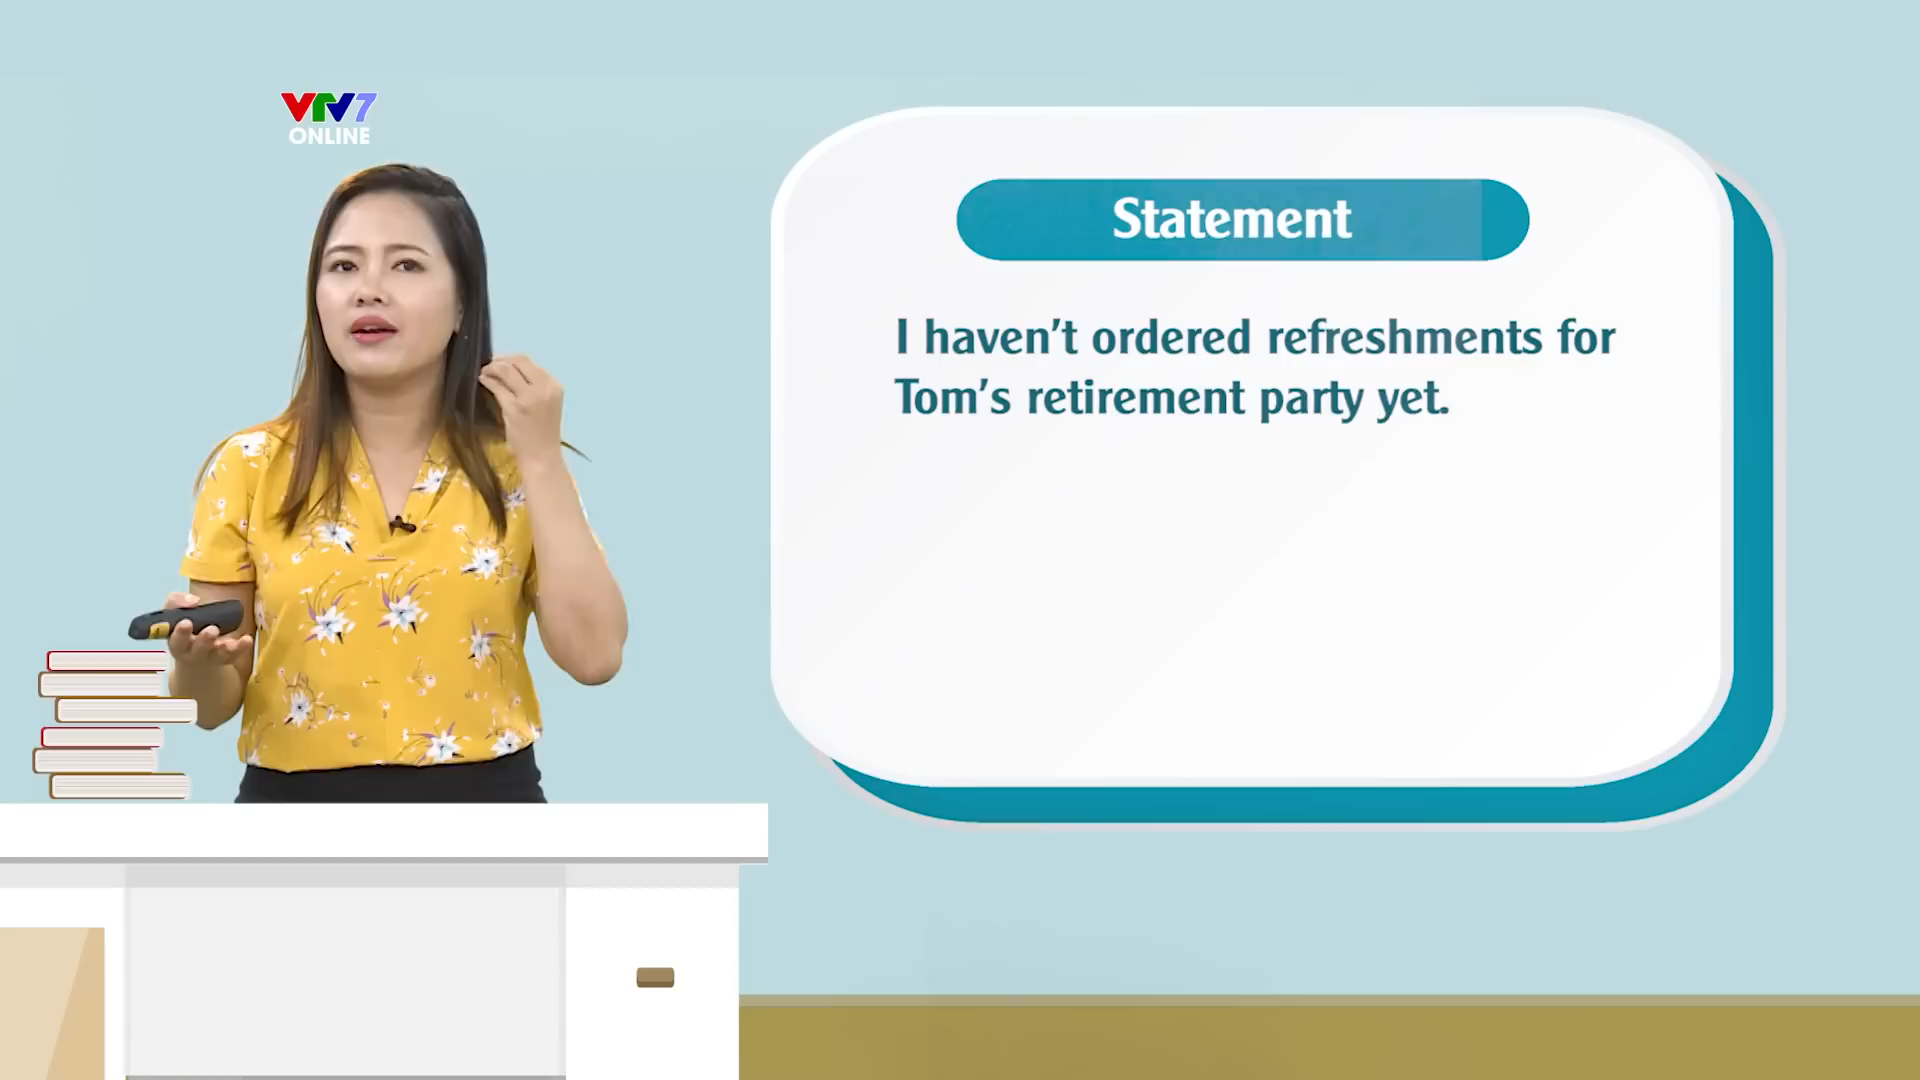 VTV7
ONLINE
Statement
I haven't ordered refreshments for
Tom's retirement party yet.